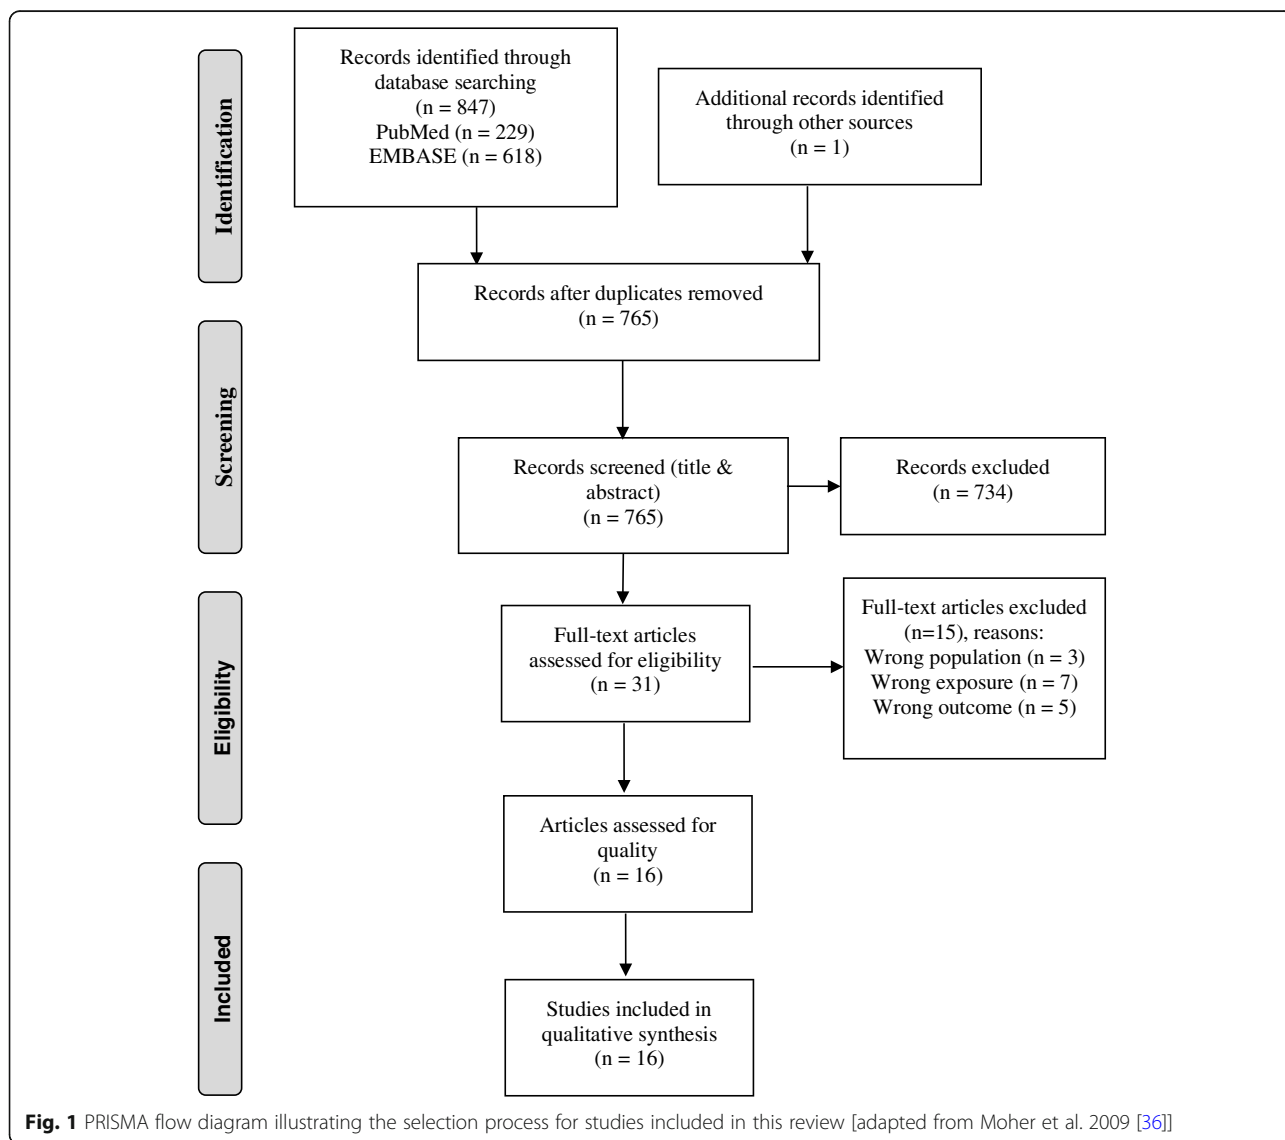 Identification
Records identified through
database searching
(n = 847)
PubMed (n = 229)
EMBASE (n = 618)
Additional records identified
through other sources
(n = 1)
Records after duplicates removed
(n = 765)
Screening
Records screened (title &
abstract)
(n = 765)
Records excluded
(n = 734)
Eligibility
Full-text articles
assessed for eligibility
(n = 31)
Full-text articles excluded
(n=15), reasons:
Wrong population (n = 3)
Wrong exposure (n = 7)
Wrong outcome (n = 5)
Articles assessed for
quality
(n = 16)
Included
Studies included in
qualitative synthesis
(n = 16)
Fig. 1 PRISMA flow diagram illustrating the selection process for studies included in this review [adapted from Moher et al. 2009 [36]]